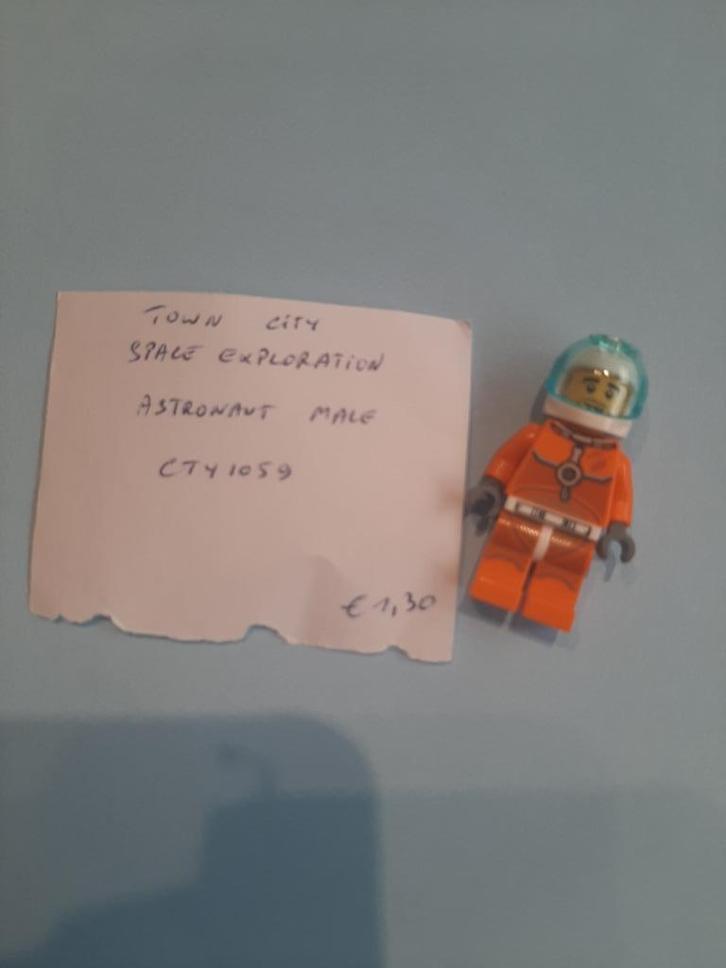 TOWN CITY
SPACE EXPLORATION
ASTRONAUT MALE
CTY1059
€1,30